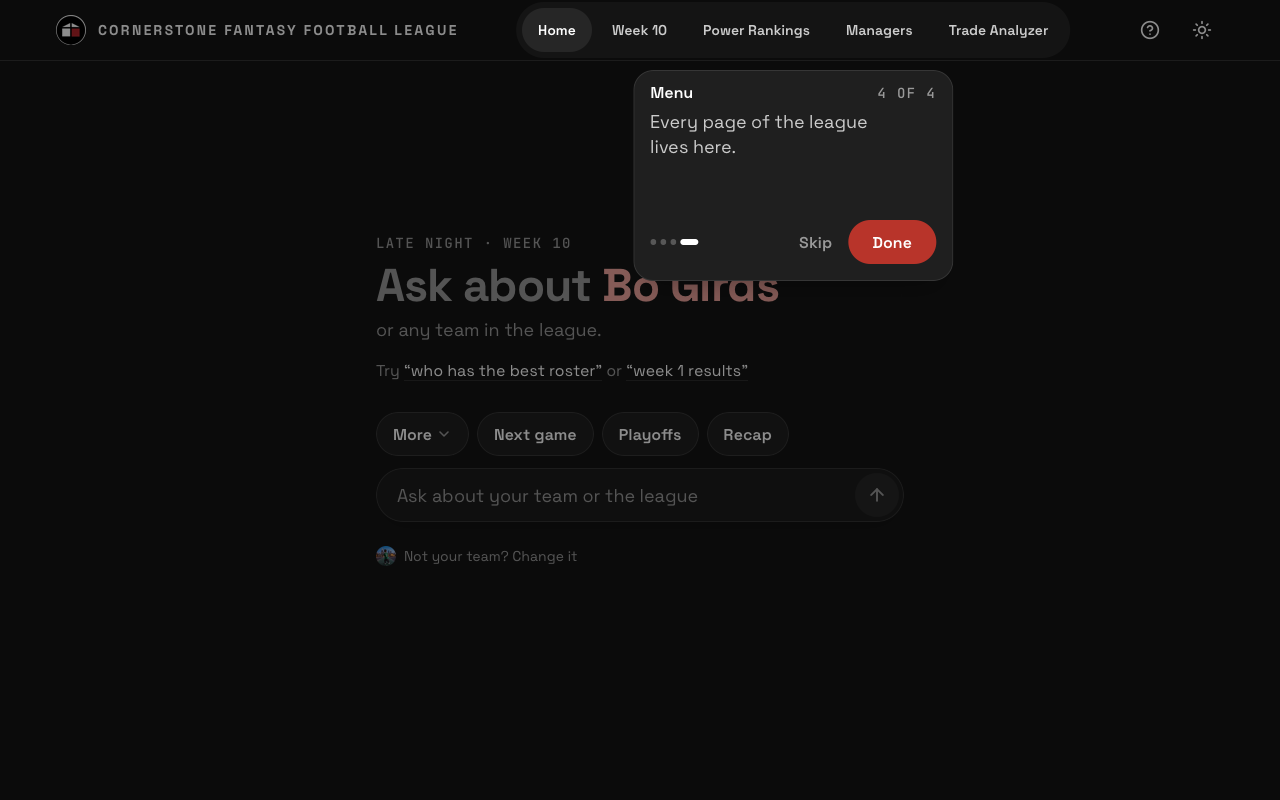 CORNERSTONE FANTASY FOOTBALL LEAGUE
Home
Week 10
Power Rankings
Managers
Trade Analyzer
Menu
4 OF 4
Every page of the league
lives here.
Skip
Done
LATE NIGHT · WEEK 10
Ask about Bo Girds
or any team in the league.
Try “who has the best roster” or “week 1 results”
More
Next game
Playoffs
Recap
Ask about your team or the league
Not your team? Change it